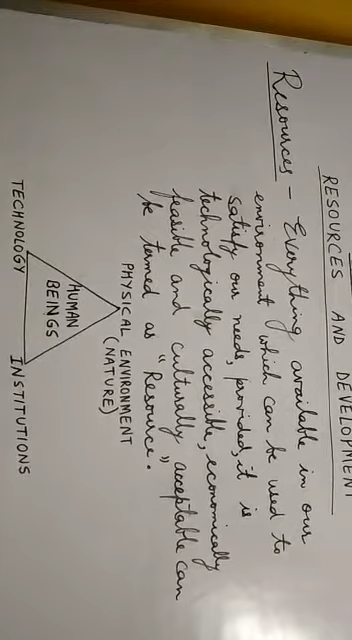 RESOURCES AND DEVELOPMENT
Resources - Everything available in our
environment which can be used to
satisfy our needs, provided, it is
technologically accessible, economically
feasible and culturally acceptable can
be termed as "Resource".
PHYSICAL ENVIRONMENT
(NATURE)
HUMAN
BEINGS
TECHNOLOGY INSTITUTIONS